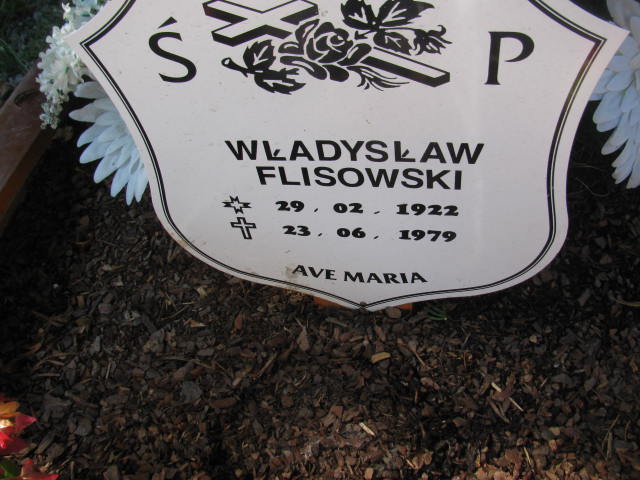 Ś P
WŁADYSŁAW
FLISOWSKI
29. 02. 1922
23. 06. 1979
AVE MARIA